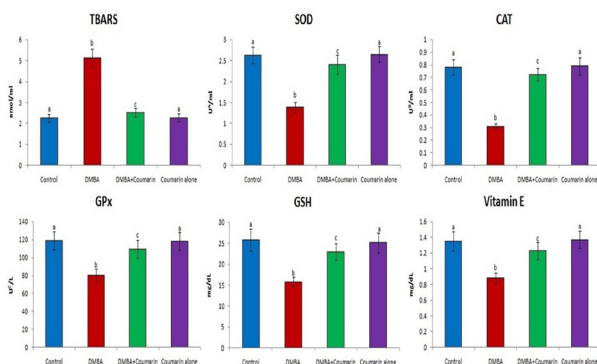 TBARS
nmol/ml
6
5
4
3
2
1
0
a
b
c
a
Control
DMBA
DMBA+Coumarin
Coumarin alone
SOD
3
2.5
2
1.5
1
0.5
0
a
b
c
a
Control
DMBA
DMBA+Coumarin
Coumarin alone
CAT
0.9
0.8
0.7
0.6
0.5
0.4
0.3
0.2
0.1
0
a
b
c
a
Control
DMBA
DMBA+Coumarin
Coumarin alone
GPx
140
120
100
80
60
40
20
0
a
b
c
a
Control
DMBA
DMBA+Coumarin
Coumarin alone
GSH
mg/dL
30
25
20
15
10
5
0
a
b
c
a
Control
DMBA
DMBA+Coumarin
Coumarin alone
Vitamin E
mg/dL
1.6
1.4
1.2
1
0.8
0.6
0.4
0.2
0
a
b
c
a
Control
DMBA
DMBA+Coumarin
Coumarin alone